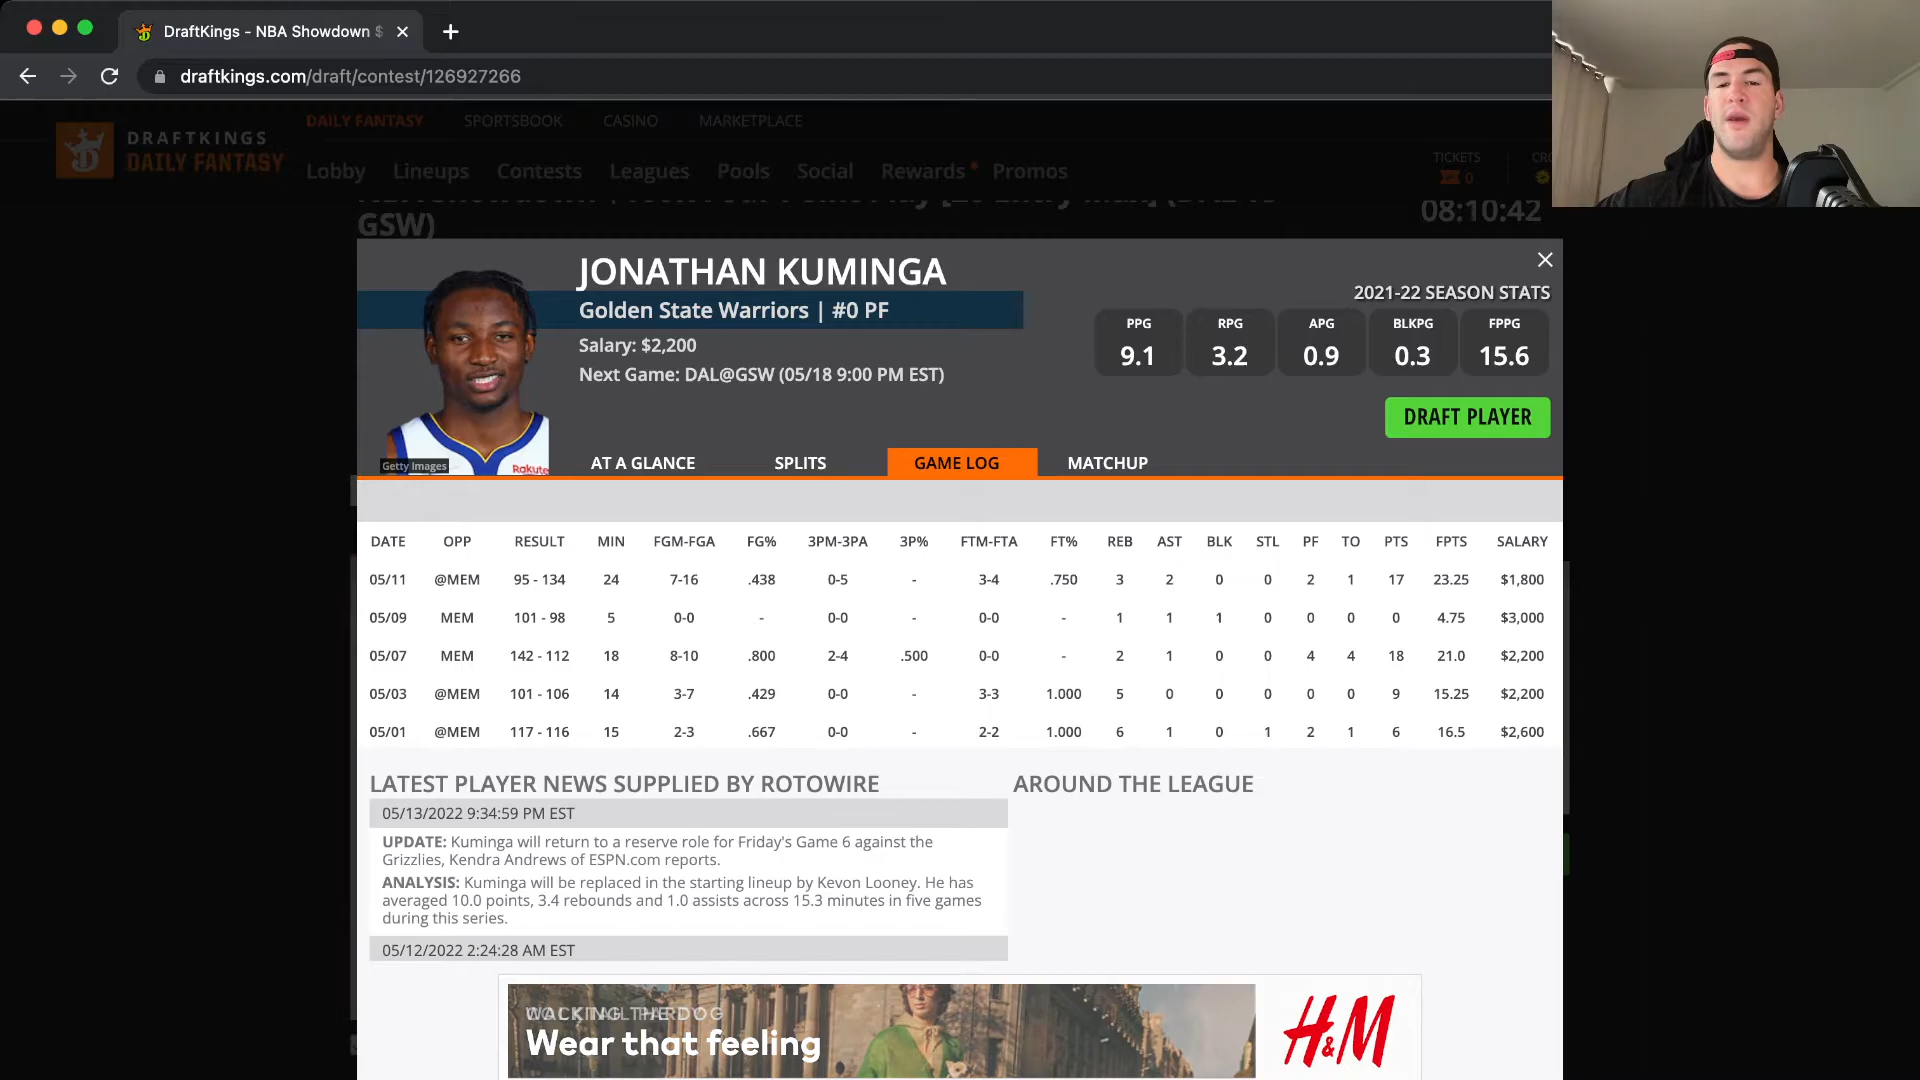 DraftKings - NBA Showdown $
draftkings.com/draft/contest/126927266
DRAFTKINGS
DAILY FANTASY
DAILY FANTASY SPORTSBOOK CASINO MARKETPLACE
Lobby Lineups Contests Leagues Pools Social Rewards Promos
TICKETS
0
GSW)
08:10:42
JONATHAN KUMINGA
Golden State Warriors | #0 PF
Salary: $2,200
Next Game: DAL@GSW (05/18 9:00 PM EST)
2021-22 SEASON STATS
PPG RPG APG BLKPG FPPG
9.1 3.2 0.9 0.3 15.6
DRAFT PLAYER
Getty Images
Rakute
AT A GLANCE SPLITS GAME LOG MATCHUP
DATE OPP RESULT MIN FGM-FGA FG% 3PM-3PA 3P% FTM-FTA FT% REB AST BLK STL PF TO PTS FPTS SALARY
05/11 @MEM 95 - 134 24 7-16 .438 0-5 - 3-4 .750 3 2 0 0 2 1 17 23.25 $1,800
05/09 MEM 101 - 98 5 0-0 - 0-0 - 0-0 - 1 1 1 0 0 0 0 4.75 $3,000
05/07 MEM 142 - 112 18 8-10 .800 2-4 .500 0-0 - 2 1 0 0 4 4 18 21.0 $2,200
05/03 @MEM 101 - 106 14 3-7 .429 0-0 - 3-3 1.000 5 0 0 0 0 0 9 15.25 $2,200
05/01 @MEM 117 - 116 15 2-3 .667 0-0 - 2-2 1.000 6 1 0 1 2 1 6 16.5 $2,600
LATEST PLAYER NEWS SUPPLIED BY ROTOWIRE
AROUND THE LEAGUE
05/13/2022 9:34:59 PM EST
UPDATE: Kuminga will return to a reserve role for Friday's Game 6 against the
Grizzlies, Kendra Andrews of ESPN.com reports.
ANALYSIS: Kuminga will be replaced in the starting lineup by Kevon Looney. He has
averaged 10.0 points, 3.4 rebounds and 1.0 assists across 15.3 minutes in five games
during this series.
05/12/2022 2:24:28 AM EST
Wear that feeling
H&M